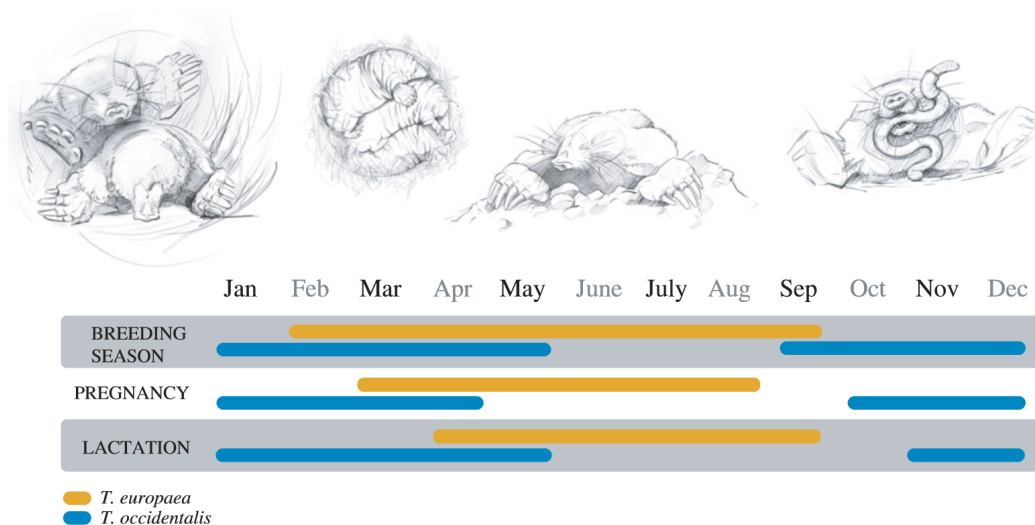 Jan Feb Mar Apr May June July Aug Sep Oct Nov Dec
BREEDING
SEASON
PREGNANCY
LACTATION
T. europaea
T. occidentalis